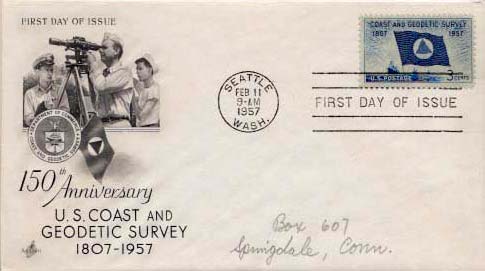 FIRST DAY OF ISSUE
COAST AND GEODETIC SURVEY
1807 1957
U.S. POSTAGE 3 CENTS
SEATTLE
FEB 11
9-AM
1957
WASH.
FIRST DAY OF ISSUE
150th Anniversary
U.S. COAST AND
GEODETIC SURVEY
1807-1957
Box 607
Springdale, Conn.